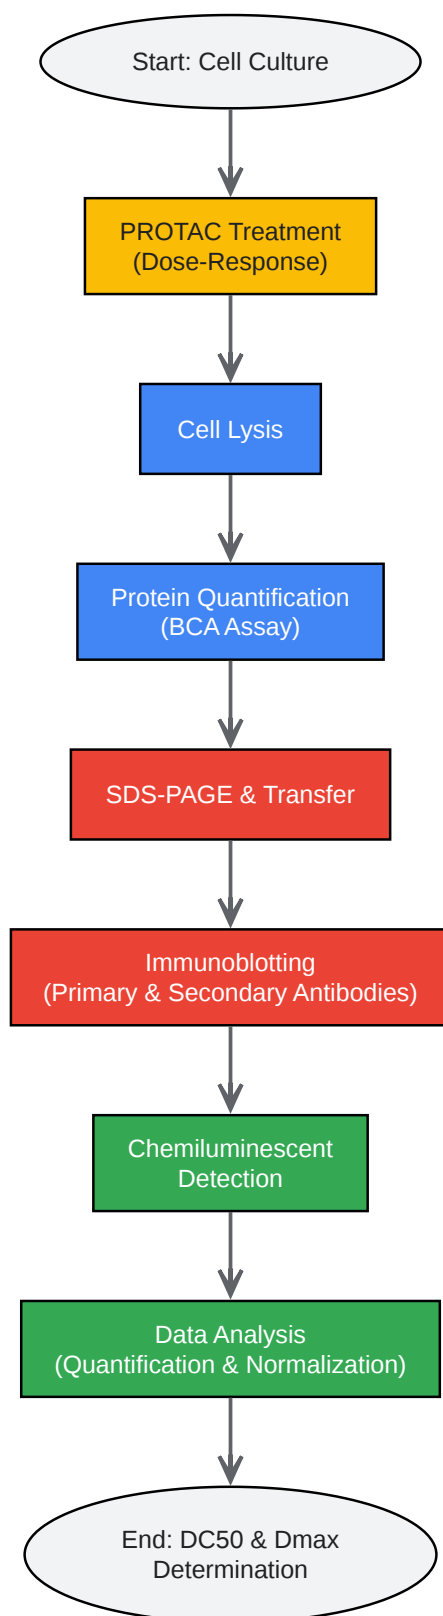 Start: Cell Culture
PROTAC Treatment
(Dose-Response)
Cell Lysis
Protein Quantification
(BCA Assay)
SDS-PAGE & Transfer
Immunoblotting
(Primary & Secondary Antibodies)
Chemiluminescent
Detection
Data Analysis
(Quantification & Normalization)
End: DC50 & Dmax
Determination